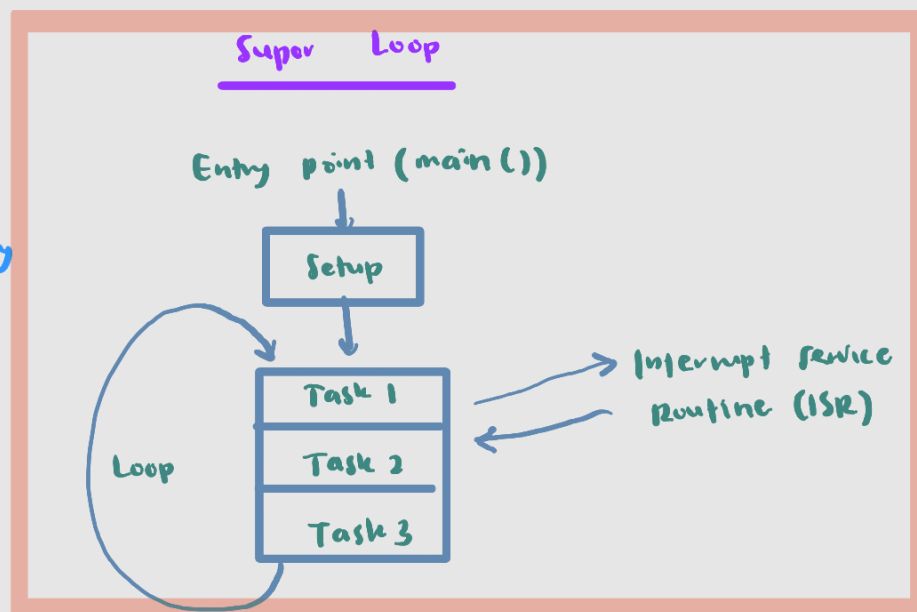 Super Loop
Entry point (main())
Setup
Task 1
Interrupt service
Routine (ISR)
Loop
Task 2
Task 3